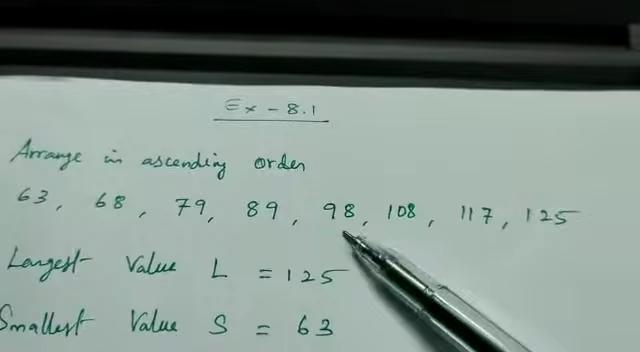 Ex - 8.1
Arrange in ascending order
63, 68, 79, 89, 98, 108, 117, 125
Largest Value L = 125
Smallest Value S = 63